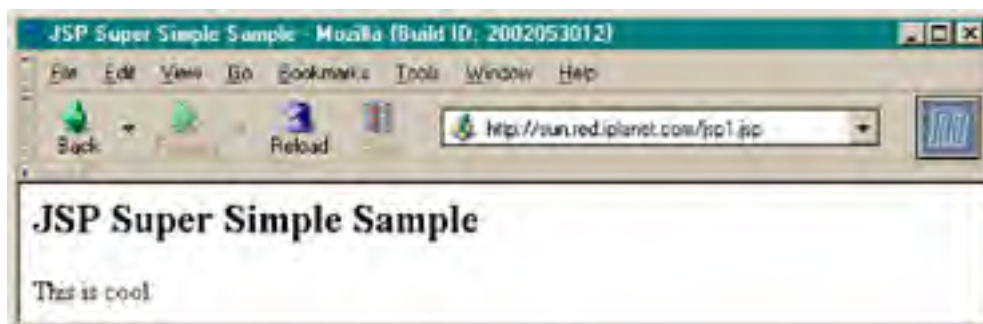 JSP Super Simple Sample - Mozilla {Build ID: 2002053012}
File Edit View Go Bookmarks Tools Window Help
Back Reload http://sun.red.iplanet.com/jsp1.jsp
JSP Super Simple Sample
This is cool